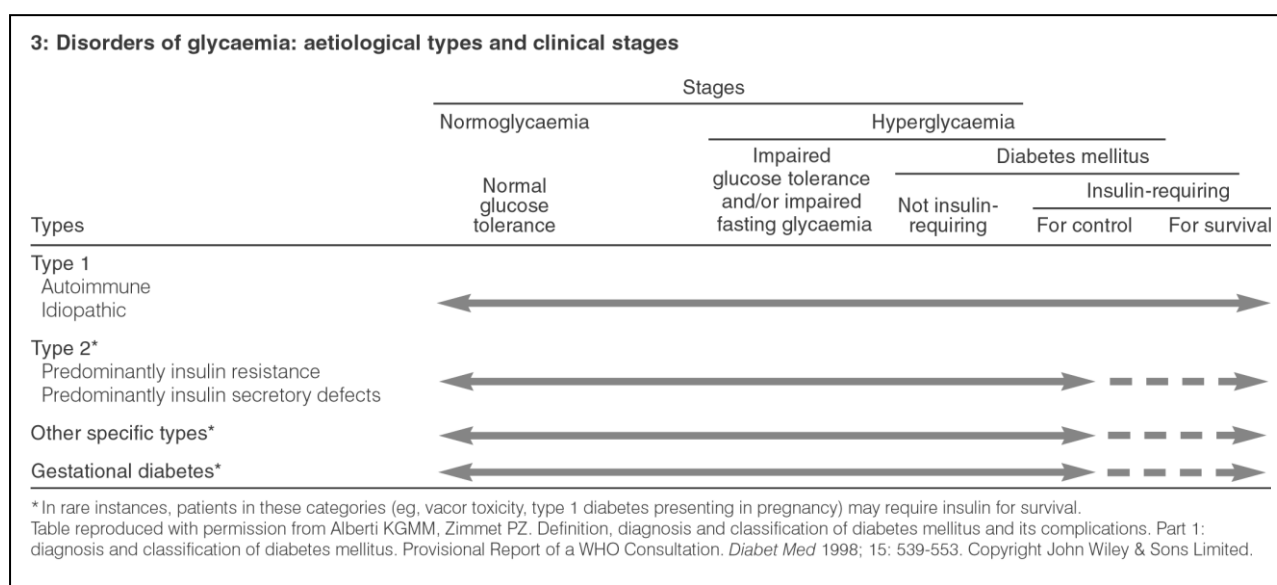 3: Disorders of glycaemia: aetiological types and clinical stages
Stages
Normoglycaemia Hyperglycaemia
Impaired glucose tolerance and/or impaired fasting glycaemia
Diabetes mellitus
Normal glucose tolerance
Not insulin-requiring
Insulin-requiring
Types
For control For survival
Type 1
Autoimmune
Idiopathic
Type 2*
Predominantly insulin resistance
Predominantly insulin secretory defects
Other specific types*
Gestational diabetes*
* In rare instances, patients in these categories (eg, vacor toxicity, type 1 diabetes presenting in pregnancy) may require insulin for survival.
Table reproduced with permission from Alberti KGMM, Zimmet PZ. Definition, diagnosis and classification of diabetes mellitus and its complications. Part 1:
diagnosis and classification of diabetes mellitus. Provisional Report of a WHO Consultation. Diabet Med 1998; 15: 539-553. Copyright John Wiley & Sons Limited.